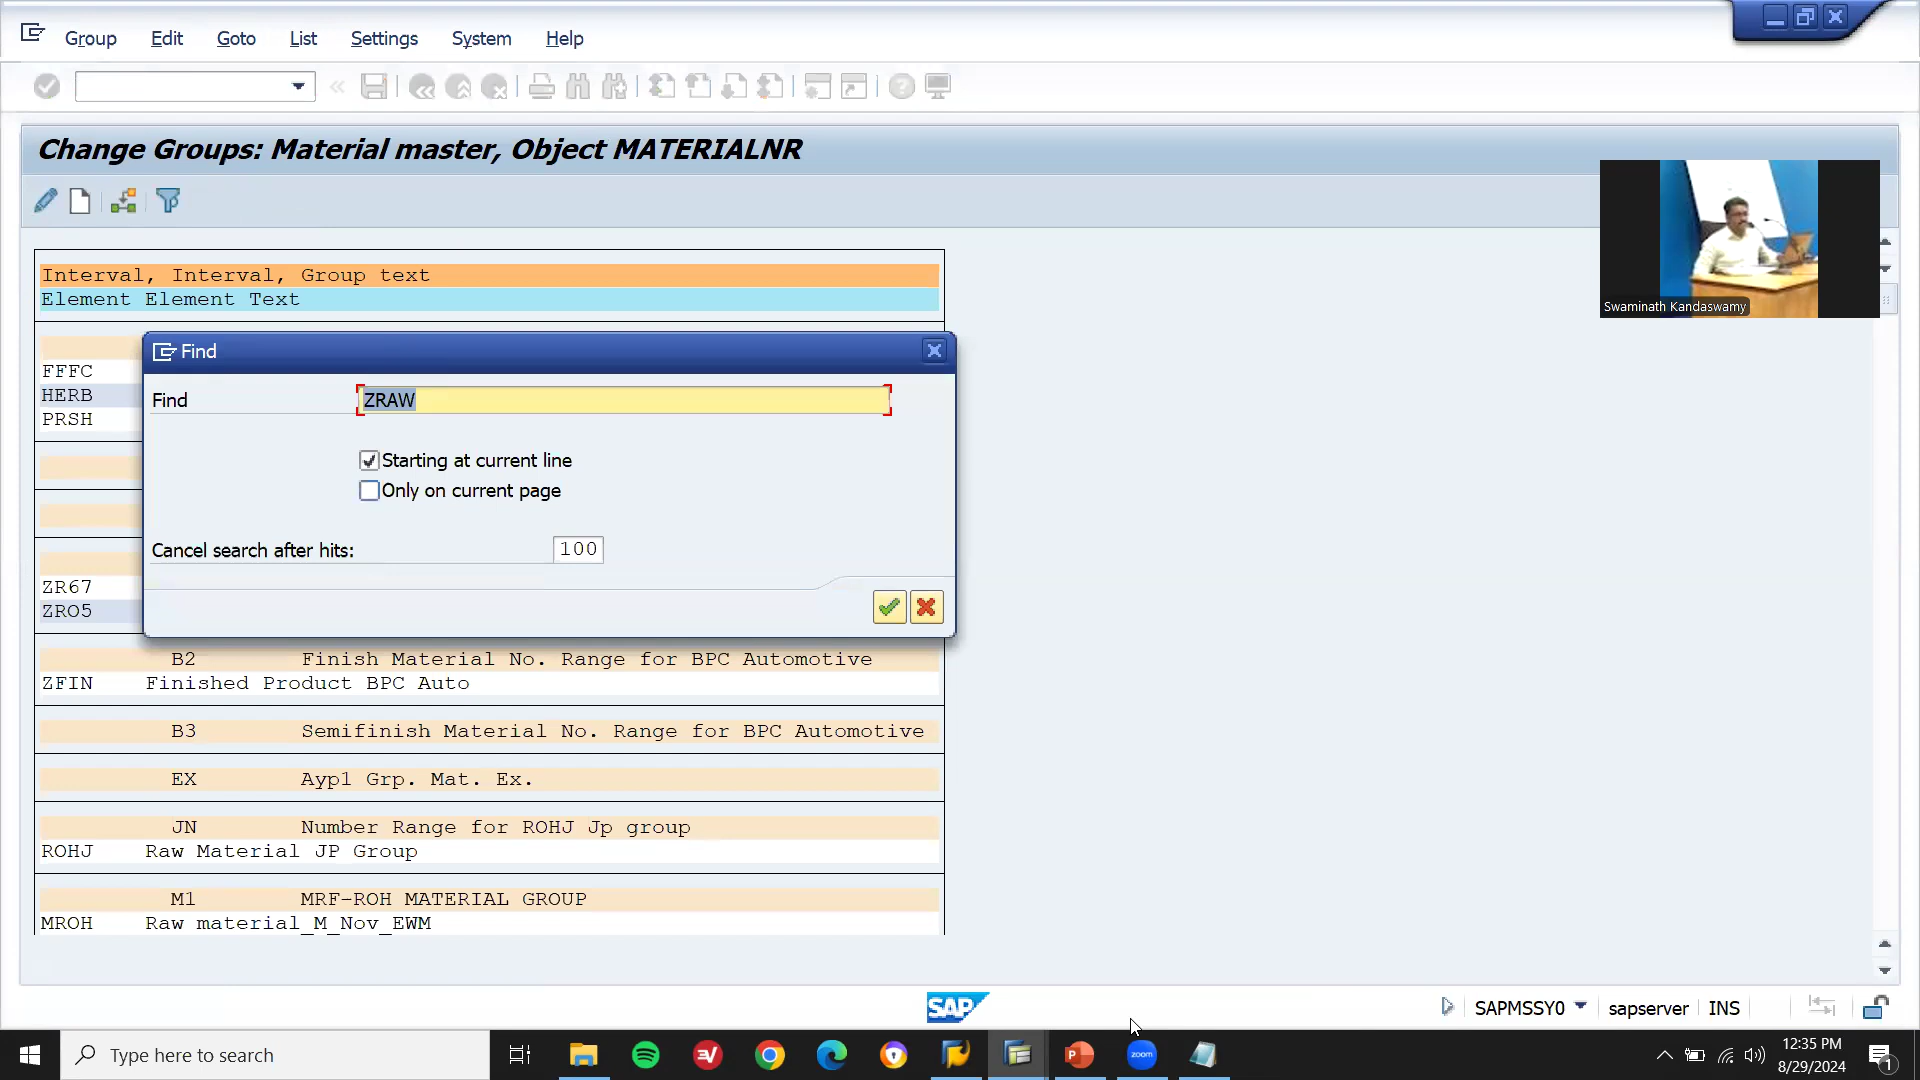 Group Edit Goto List Settings System Help
Change Groups: Material master, Object MATERIALNR
Interval, Interval, Group text
Element Element Text
Swaminath Kandaswamy
FFFC
HERB
PRSH
Find
Find ZRAW
Starting at current line
Only on current page
Cancel search after hits: 100
ZR67
ZRO5
B2 Finish Material No. Range for BPC Automotive
ZFIN Finished Product BPC Auto
B3 Semifinish Material No. Range for BPC Automotive
EX Ayp1 Grp. Mat. Ex.
JN Number Range for ROHJ Jp group
ROHJ Raw Material JP Group
M1 MRF-ROH MATERIAL GROUP
MROH Raw material_M_Nov_EWM
SAP
SAPMSSY0 sapserver INS
Type here to search
zoom
12:35 PM
8/29/2024
1